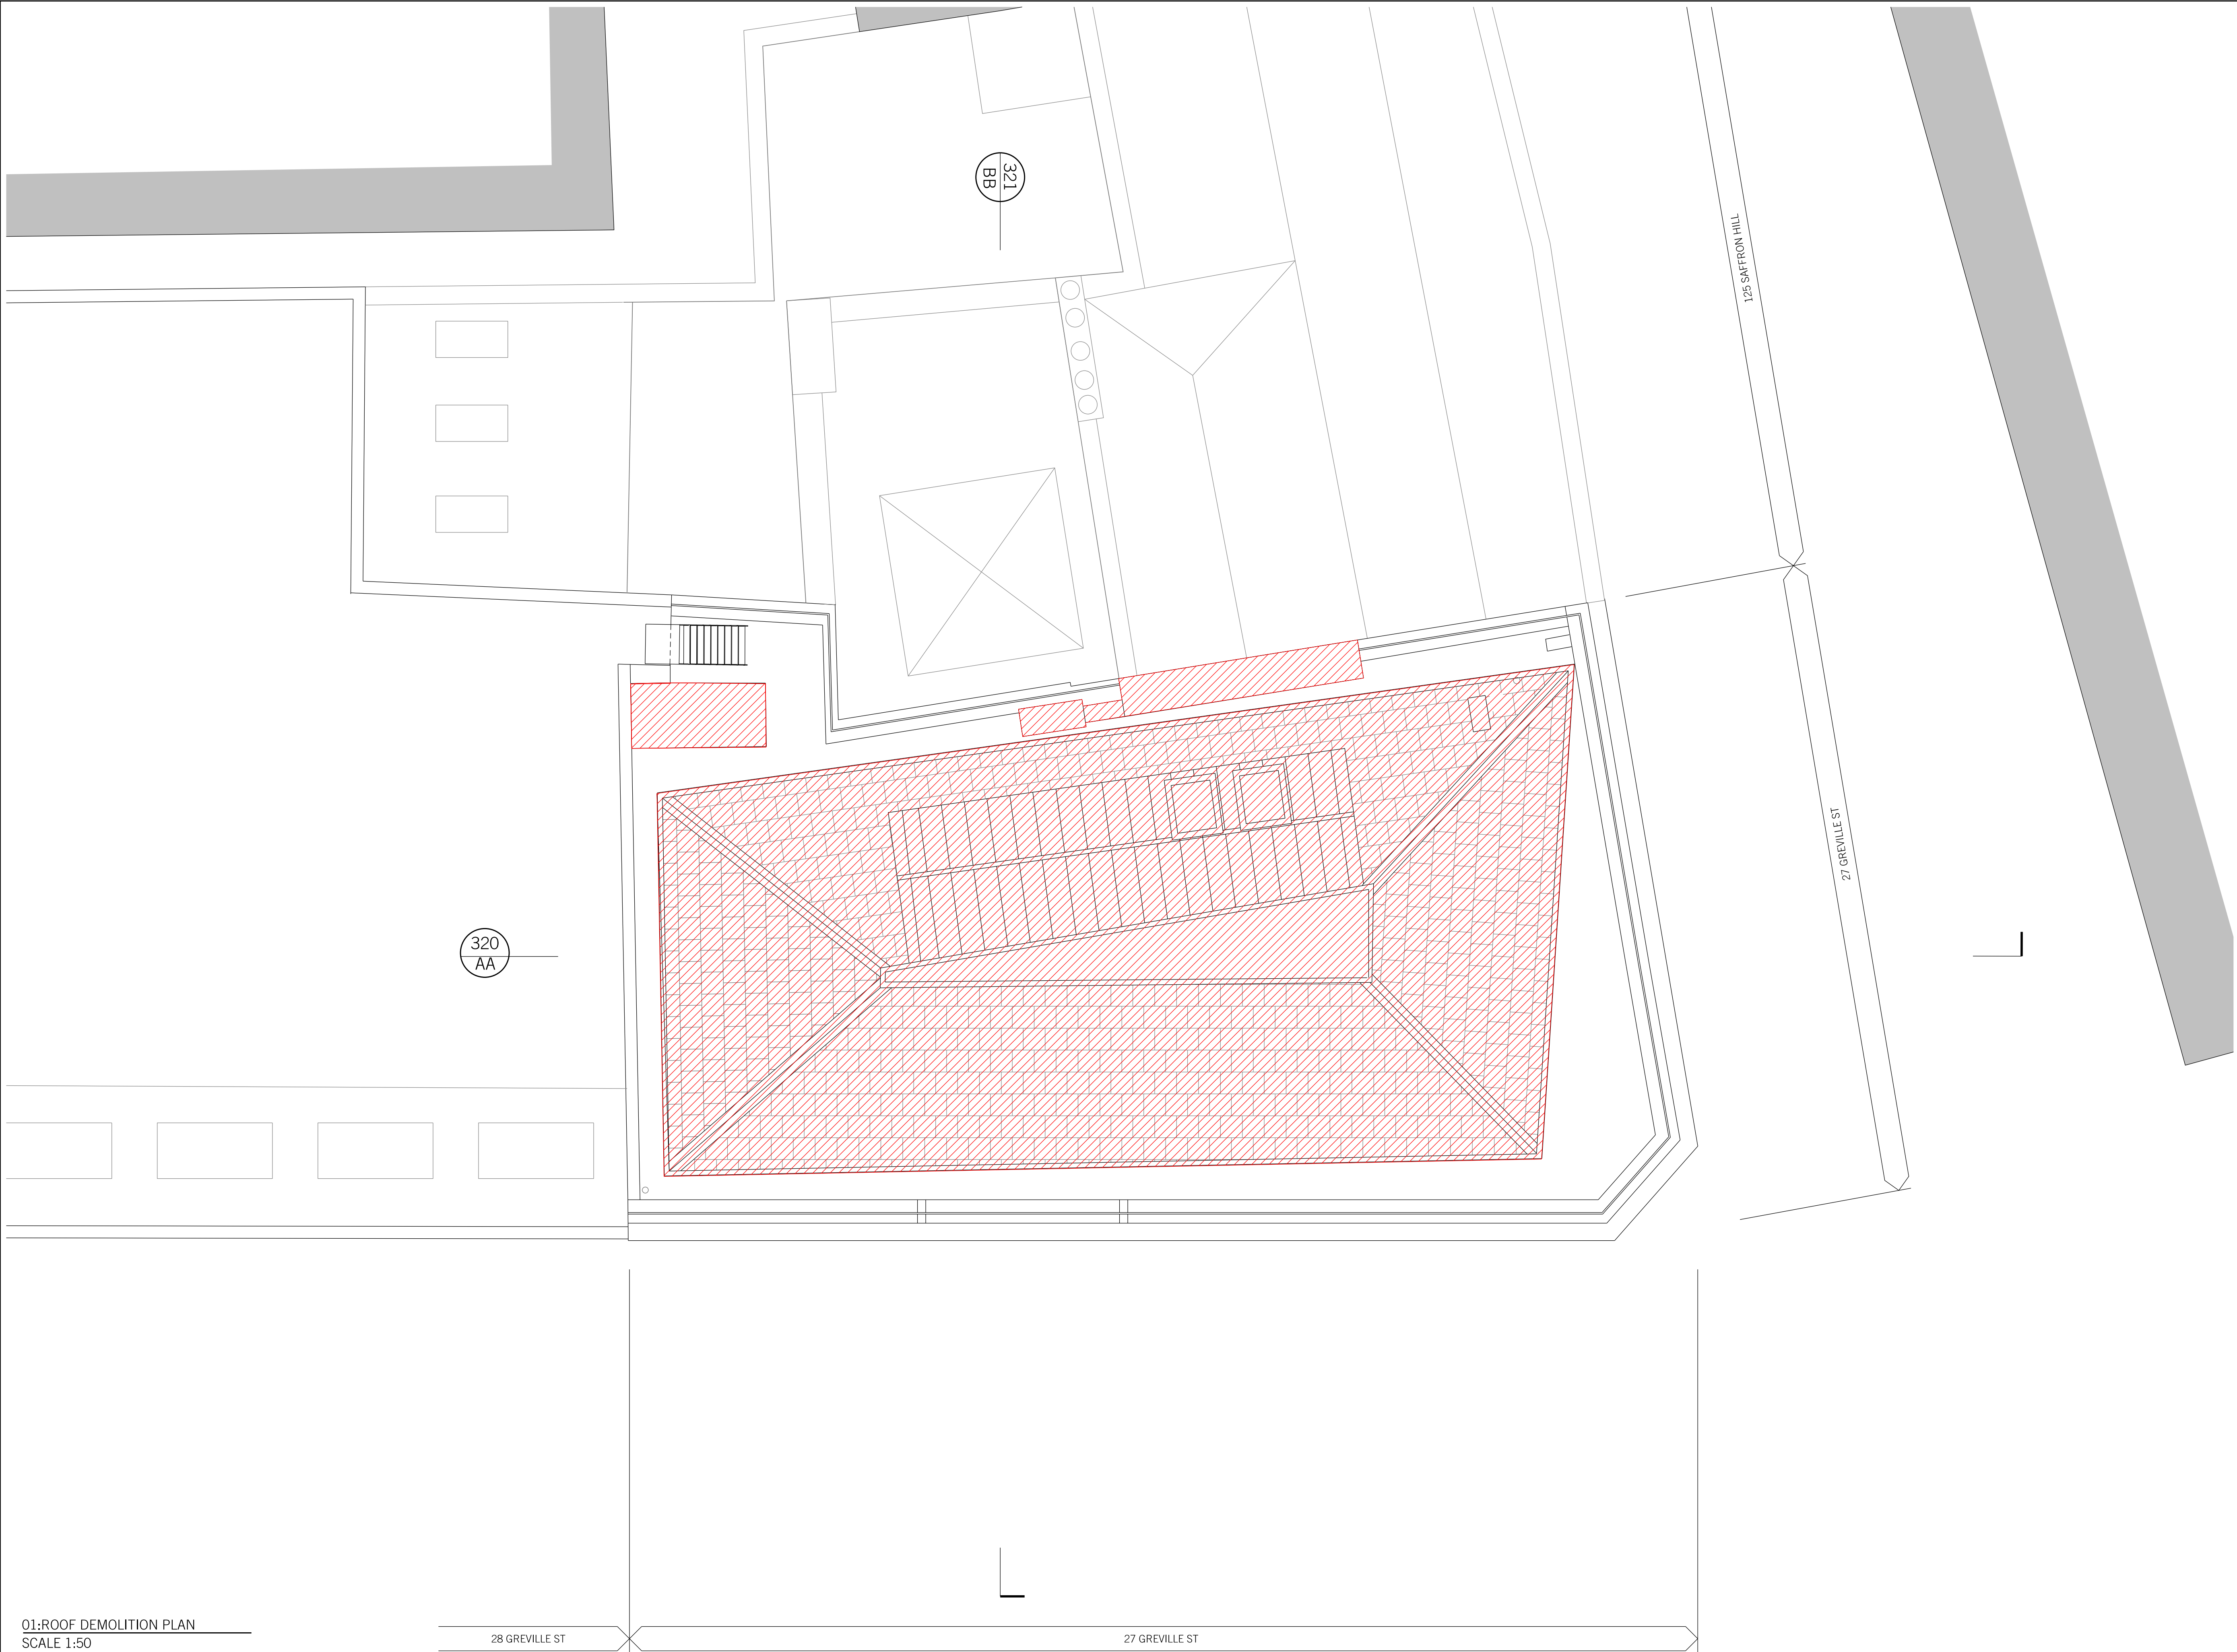 321
BB
125 SAFFRON HILL
27 GREVILLE ST
320
AA
01:ROOF DEMOLITION PLAN
SCALE 1:50
28 GREVILLE ST
27 GREVILLE ST